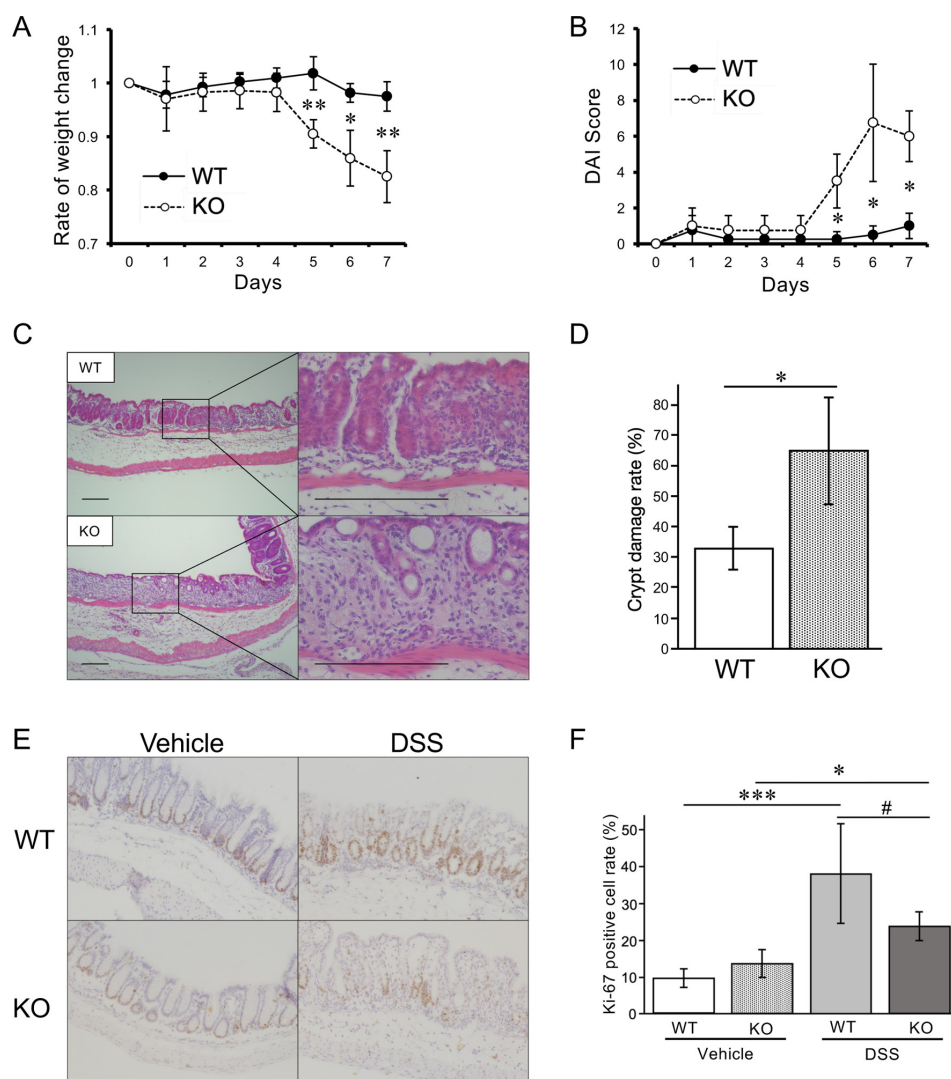 A
Rate of weight change
1.1
1
0.9
0.8
0.7
** * **
WT
KO
0 1 2 3 4 5 6 7
Days
B
DAI Score
12
10
8
6
4
2
0
WT
KO
* * *
0 1 2 3 4 5 6 7
Days
C
WT
KO
D
Crypt damage rate (%)
80
70
60
50
40
30
20
10
0
*
WT KO
E
Vehicle DSS
WT
KO
F
Ki-67 positive cell rate (%)
50
40
30
20
10
0
*
***
#
WT KO WT KO
Vehicle DSS